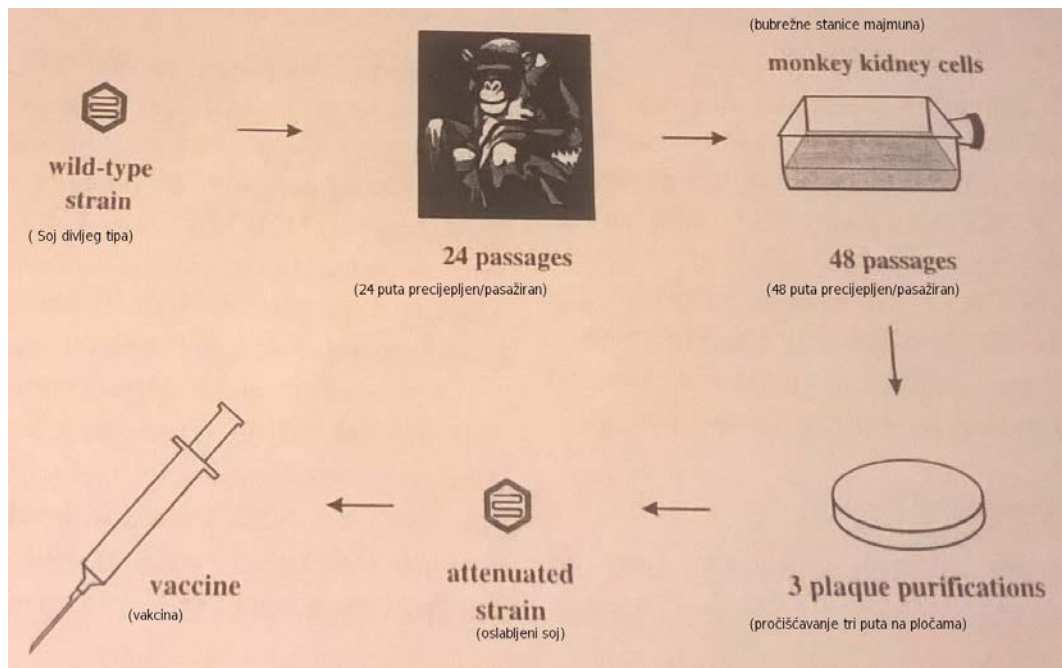 wild-type
strain
( Soj divljeg tipa)
24 passages
(24 puta precijepljen/pasažiran)
(bubrežne stanice majmuna)
monkey kidney cells
48 passages
(48 puta precijepljen/pasažiran)
3 plaque purifications
(pročišćavanje tri puta na pločama)
attenuated
strain
(oslabljeni soj)
vaccine
(vakcina)